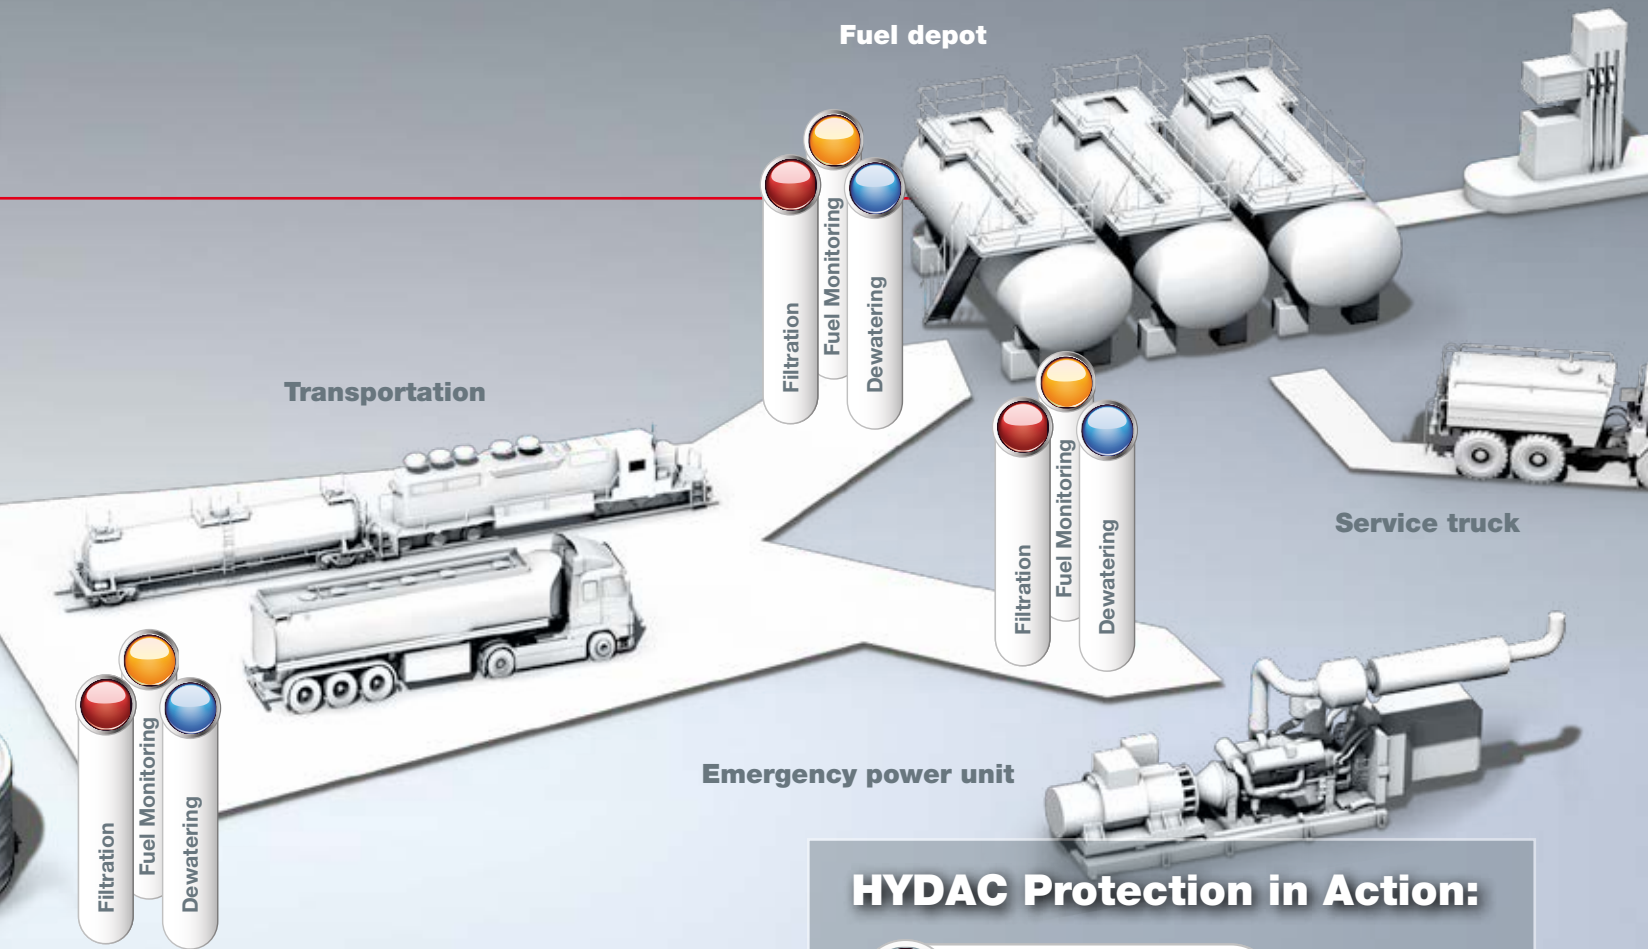 Fuel depot
Filtration
Fuel Monitoring
Dewatering
Transportation
Filtration
Fuel Monitoring
Dewatering
Service truck
Filtration
Fuel Monitoring
Dewatering
Emergency power unit
HYDAC Protection in Action: